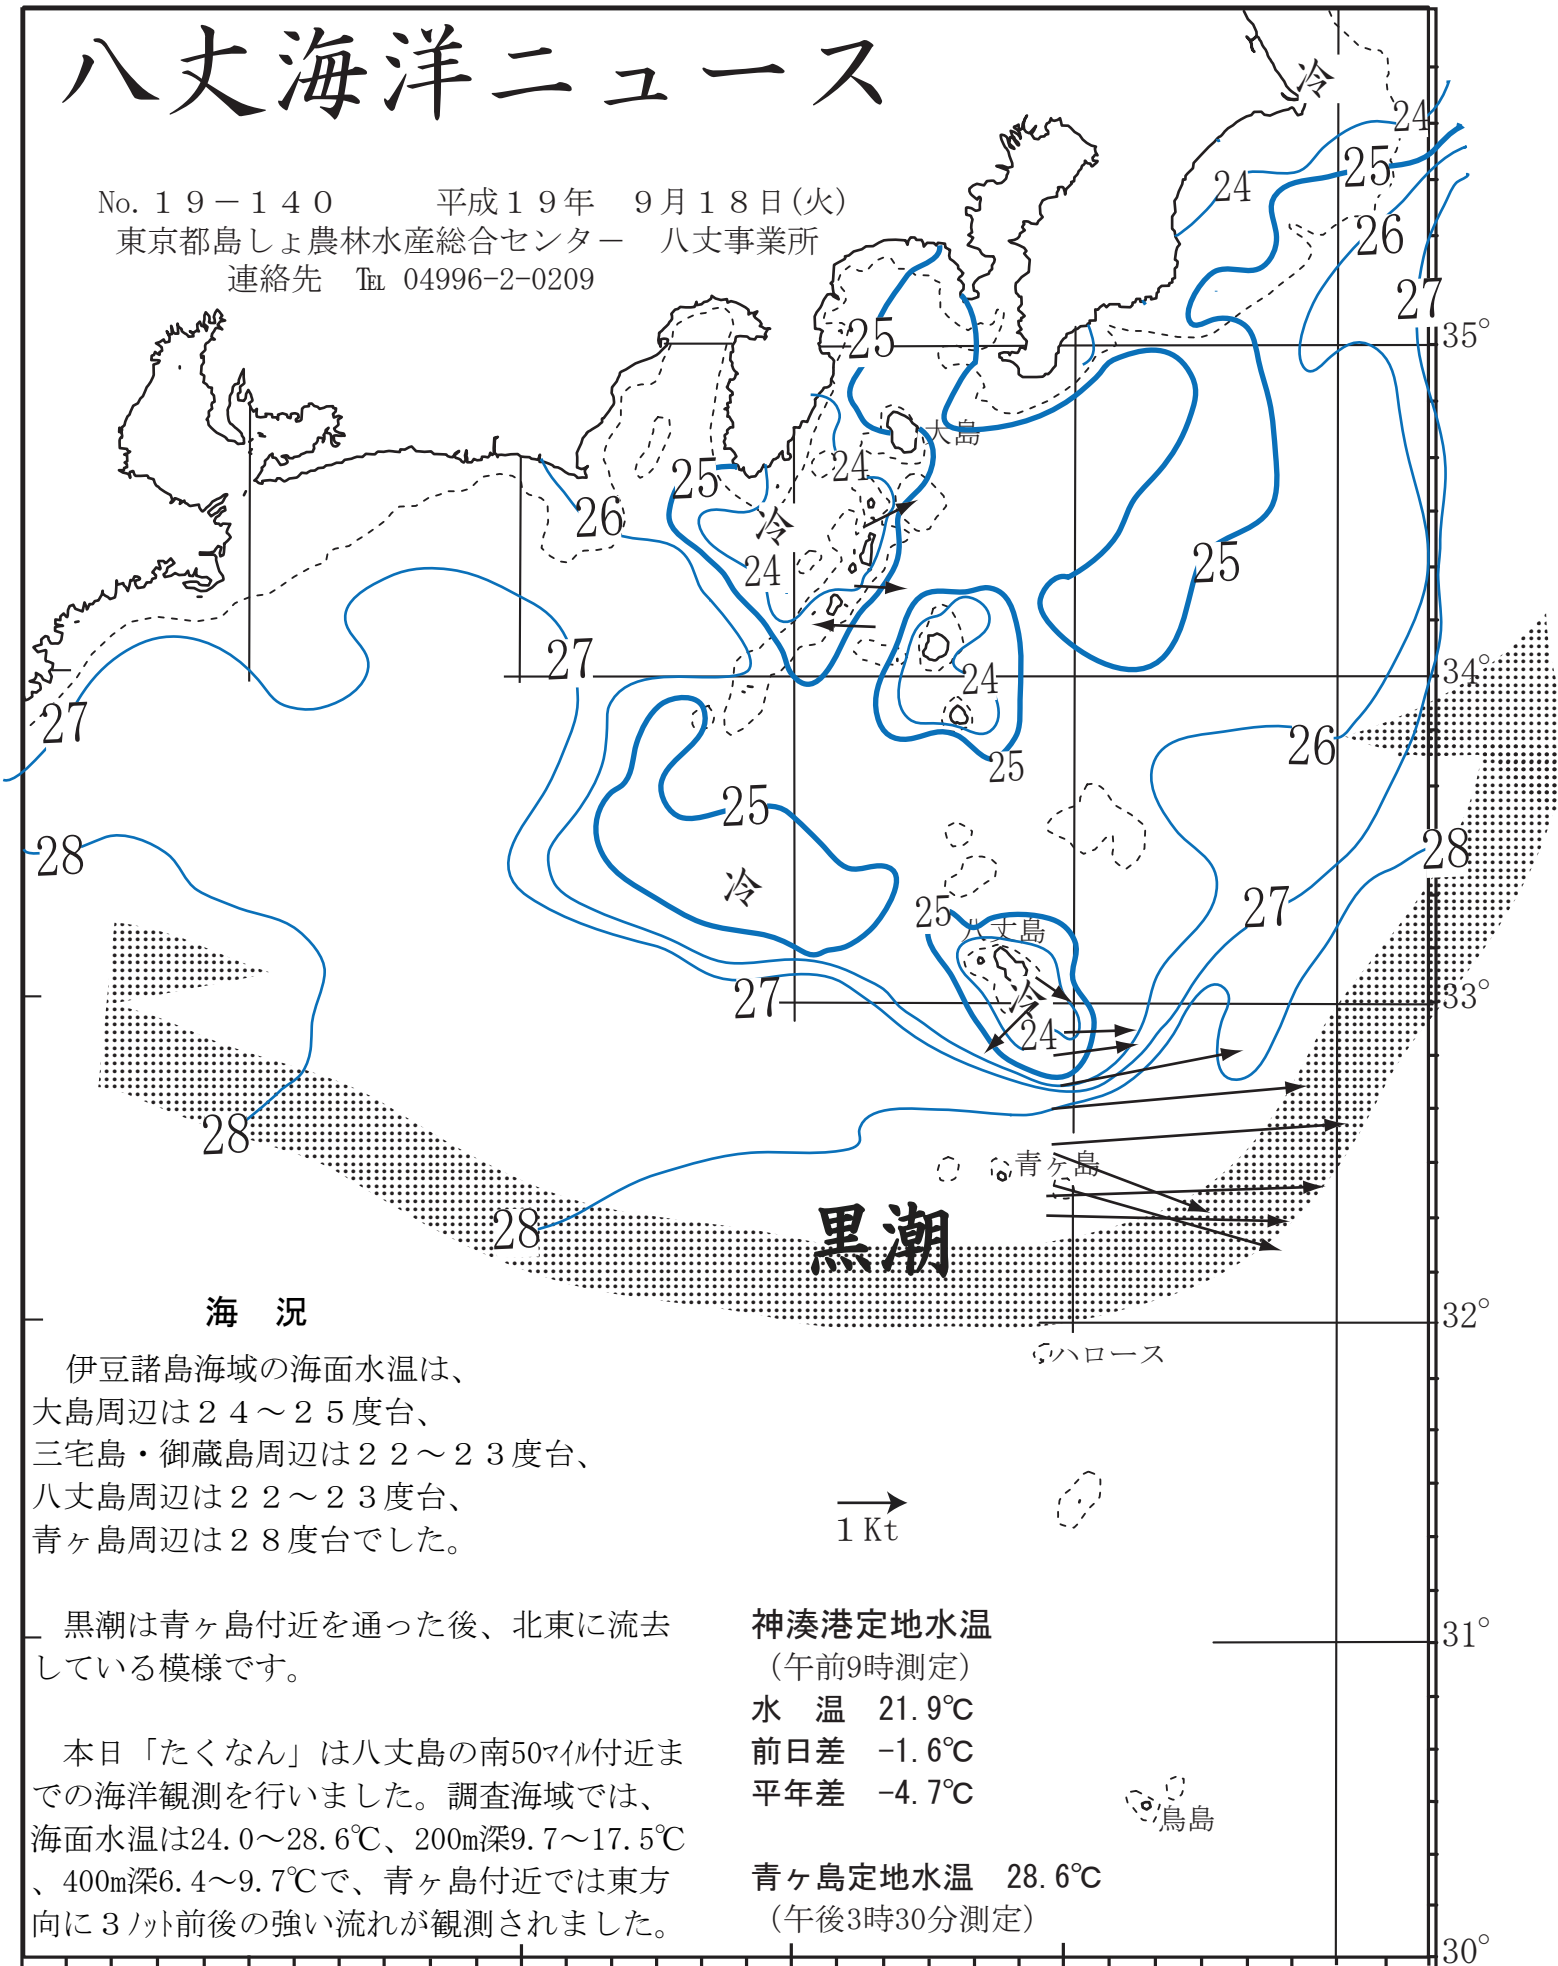 八丈海洋ニュース
No.１９－１４０　平成１９年　９月１８日(火)
東京都島しょ農林水産総合センター　八丈事業所
連絡先　℡ 04996-2-0209
冷
24
25
24
26
27
35°
25
大島
24
25
26
冷
24
25
27
24
34°
27
26
25
25
28
28
冷
25
八丈島
27
27
冷
33°
24
28
青ヶ島
28
黒潮
32°
ハロース
海　況
伊豆諸島海域の海面水温は、
大島周辺は２４～２５度台、
三宅島・御蔵島周辺は２２～２３度台、
八丈島周辺は２２～２３度台、
青ヶ島周辺は２８度台でした。
1 Kt
黒潮は青ヶ島付近を通った後、北東に流去
している模様です。
本日「たくなん」は八丈島の南50ﾏｲﾙ付近ま
での海洋観測を行いました。調査海域では、
海面水温は24.0～28.6℃、200m深9.7～17.5℃
、400m深6.4～9.7℃で、青ヶ島付近では東方
向に３ﾉｯﾄ前後の強い流れが観測されました。
神湊港定地水温
（午前9時測定）
水　温　21.9℃
前日差　-1.6℃
平年差　-4.7℃
青ヶ島定地水温　28.6℃
（午後3時30分測定）
31°
鳥島
30°